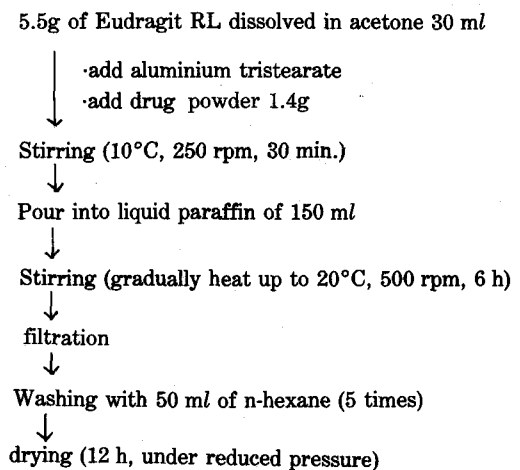 5.5g of Eudragit RL dissolved in acetone 30 ml
·add aluminium tristearate
·add drug powder 1.4g
Stirring (10°C, 250 rpm, 30 min.)
Pour into liquid paraffin of 150 ml
Stirring (gradually heat up to 20°C, 500 rpm, 6 h)
filtration
Washing with 50 ml of n-hexane (5 times)
drying (12 h, under reduced pressure)